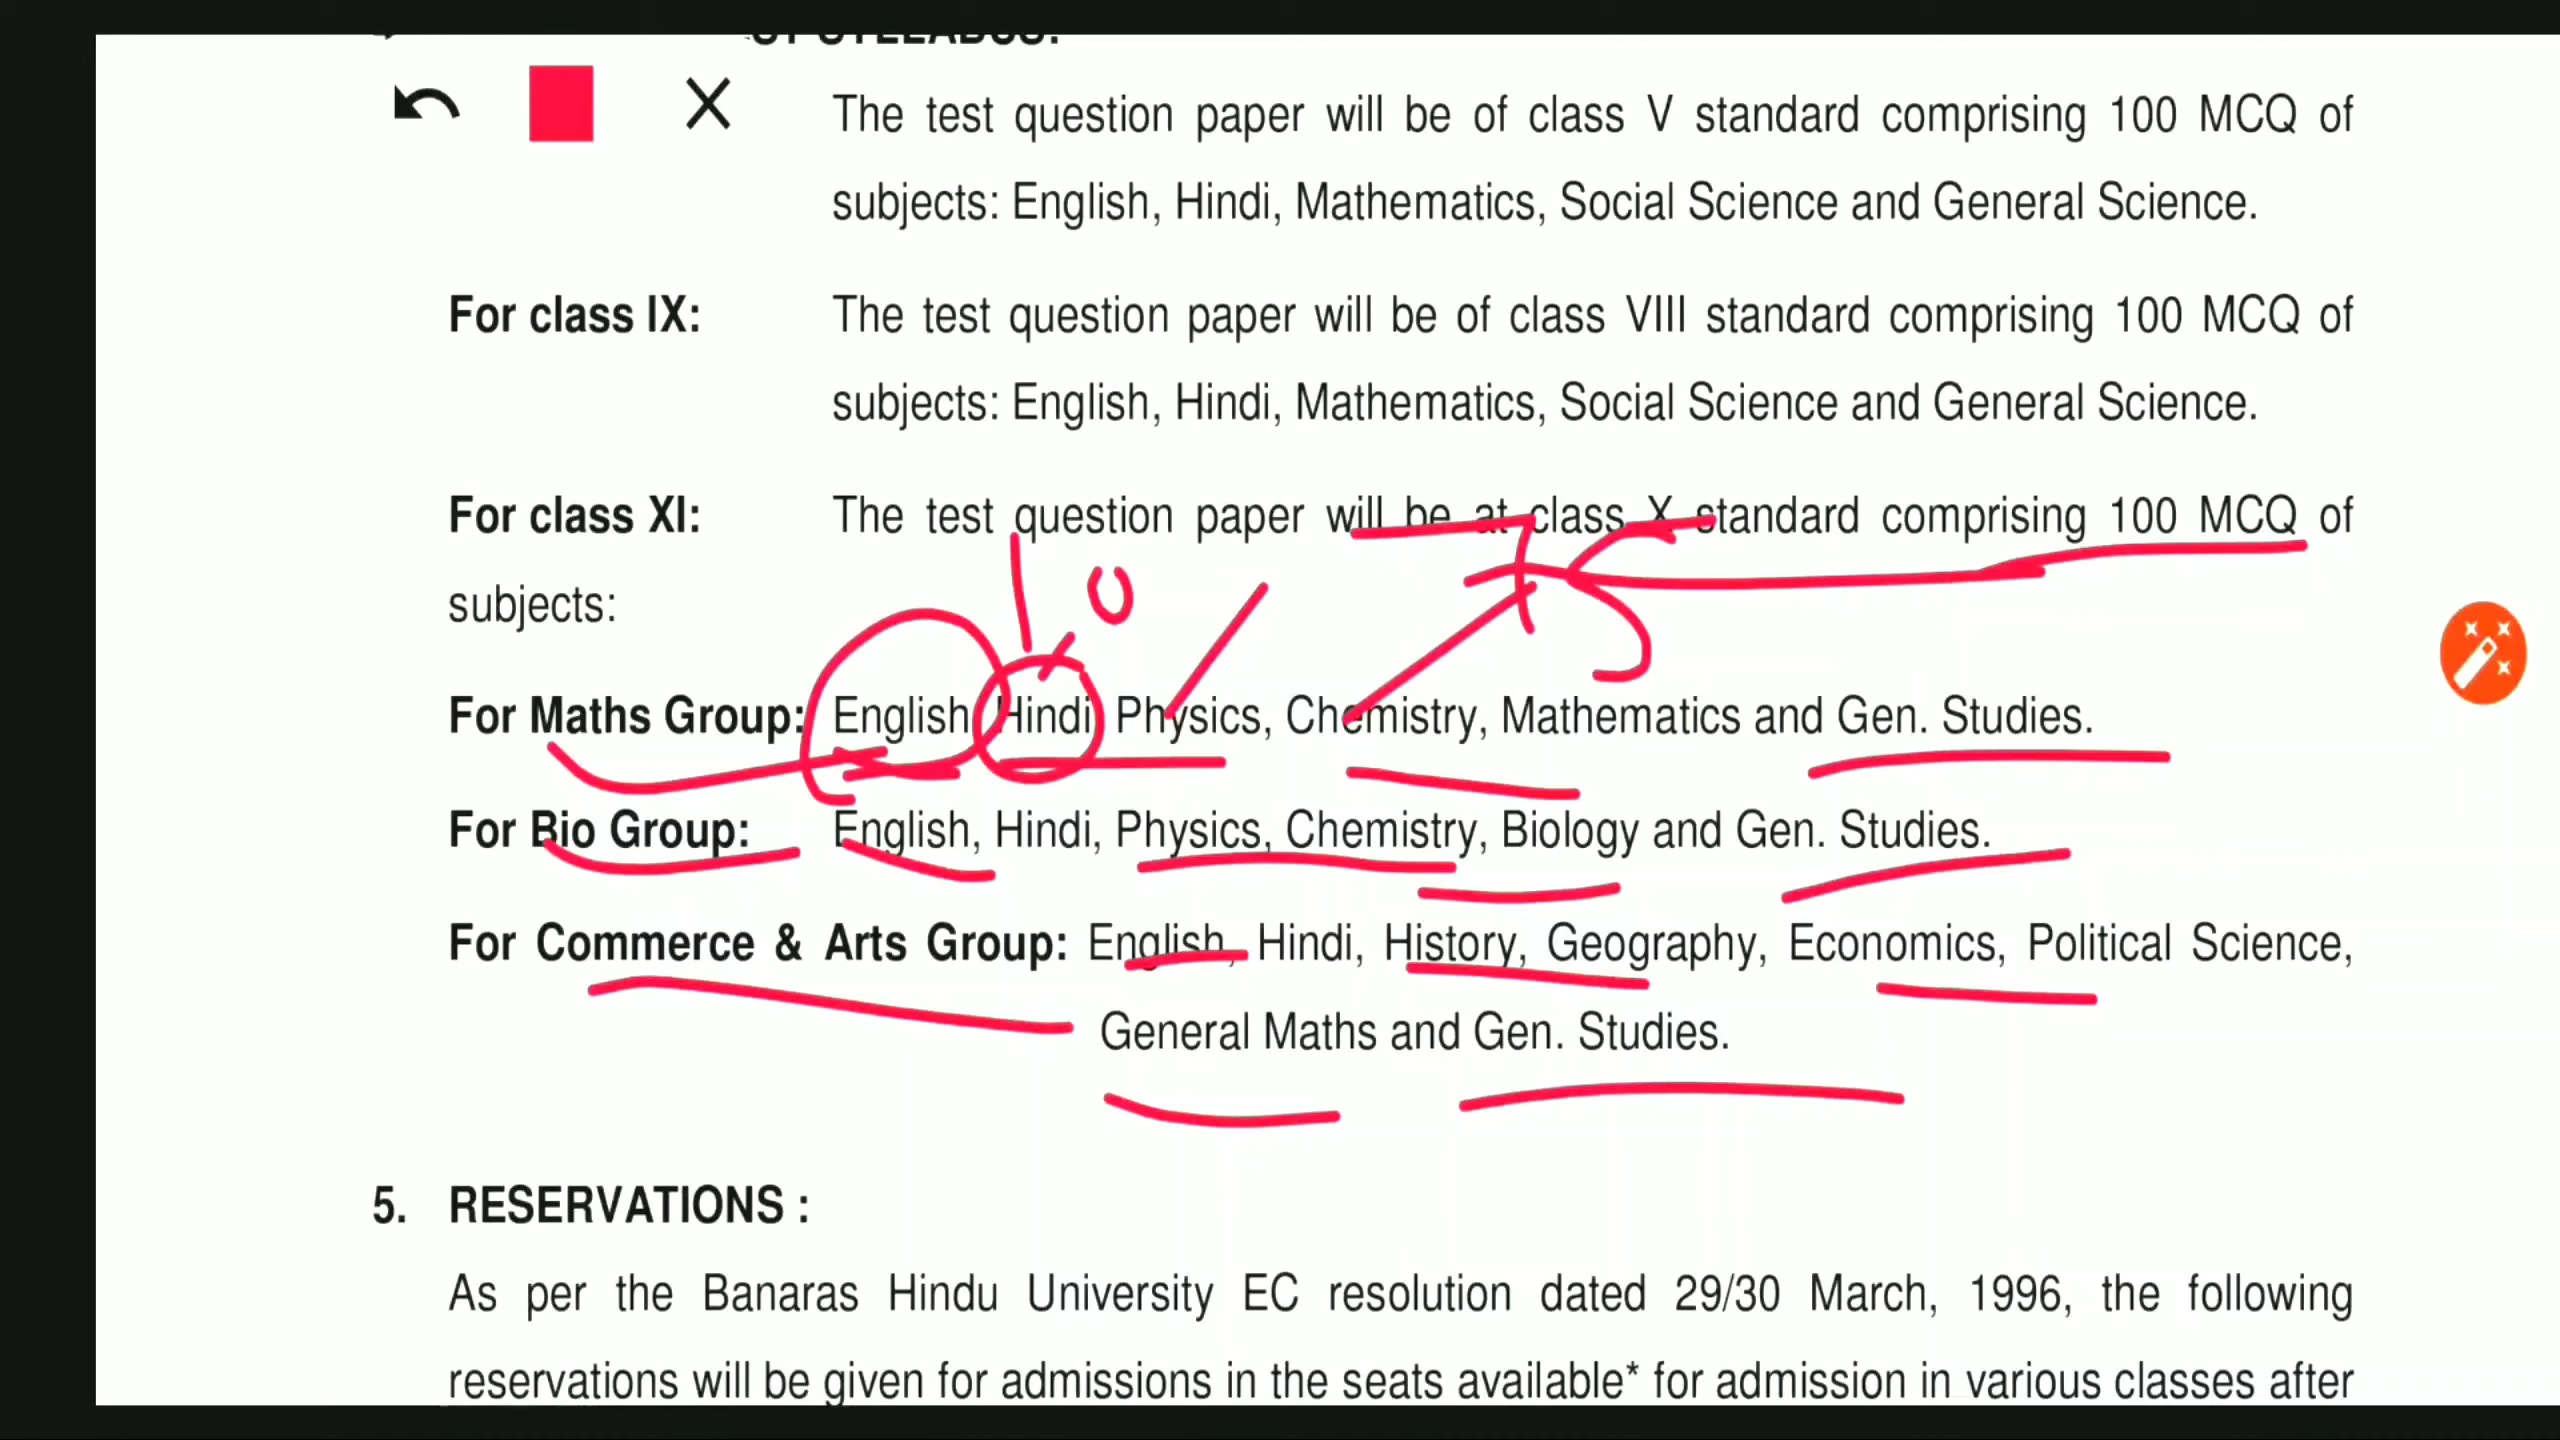 SYLLABUS:
The test question paper will be of class V standard comprising 100 MCQ of
subjects: English, Hindi, Mathematics, Social Science and General Science.
For class IX: The test question paper will be of class VIII standard comprising 100 MCQ of
subjects: English, Hindi, Mathematics, Social Science and General Science.
For class XI: The test question paper will be at class X standard comprising 100 MCQ of
subjects:
10
75
For Maths Group: English Hindi Physics, Chemistry, Mathematics and Gen. Studies.
For Bio Group: English, Hindi, Physics, Chemistry, Biology and Gen. Studies.
For Commerce & Arts Group: English, Hindi, History, Geography, Economics, Political Science,
General Maths and Gen. Studies.
5. RESERVATIONS :
As per the Banaras Hindu University EC resolution dated 29/30 March, 1996, the following
reservations will be given for admissions in the seats available* for admission in various classes after